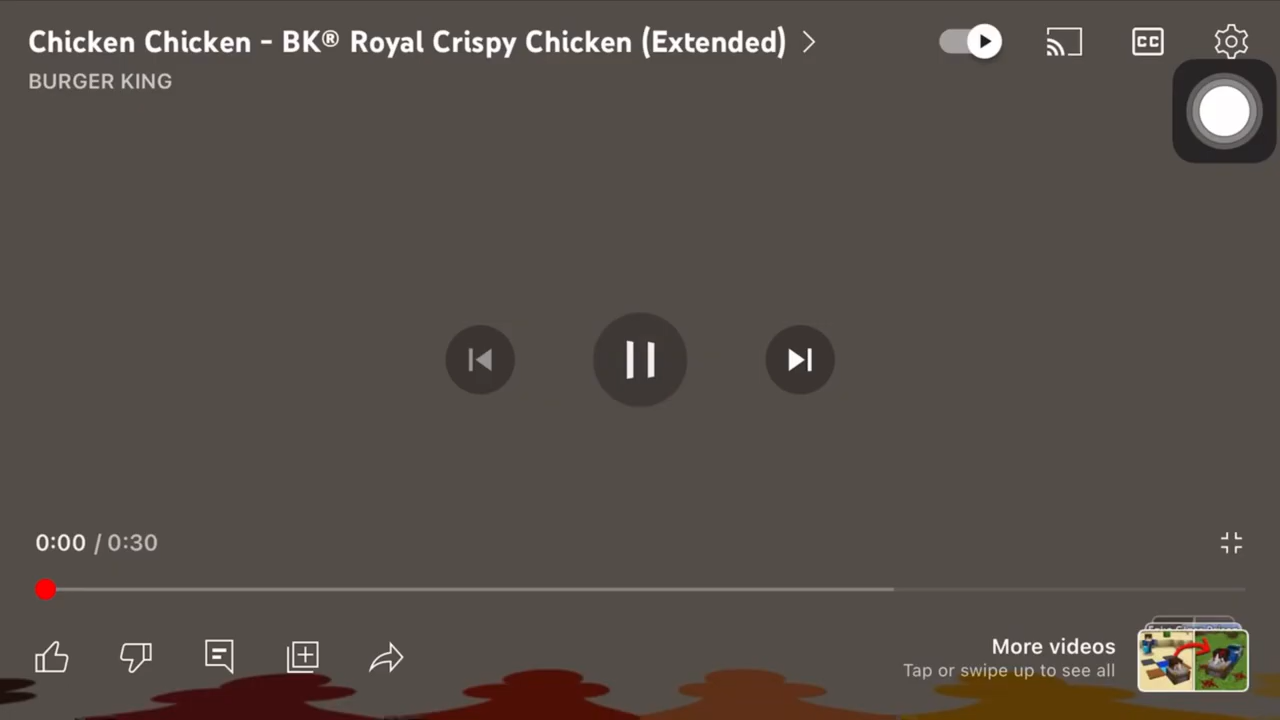 Chicken Chicken - BK® Royal Crispy Chicken (Extended)
BURGER KING
CC
0:00 / 0:30
More videos
Tap or swipe up to see all